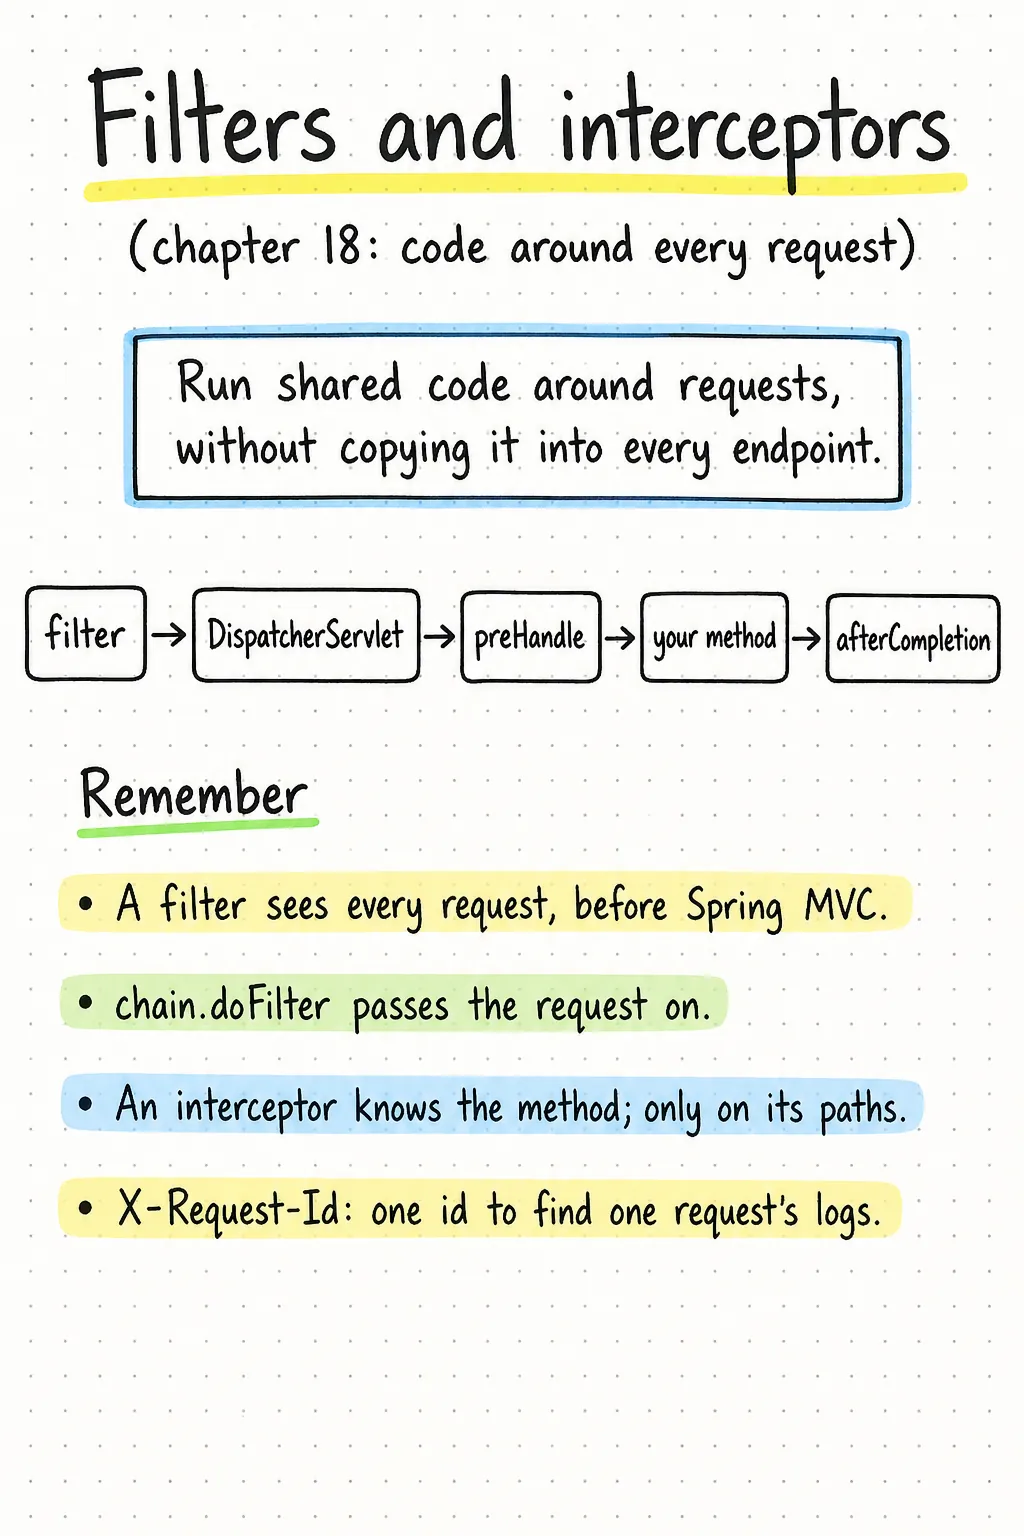 Filters and interceptors
(chapter 18: code around every request)
Run shared code around requests,
without copying it into every endpoint.
filter → DispatcherServlet → preHandle → your method → afterCompletion
Remember
• A filter sees every request, before Spring MVC.
• chain.doFilter passes the request on.
• An interceptor knows the method; only on its paths.
• X-Request-Id: one id to find one request's logs.